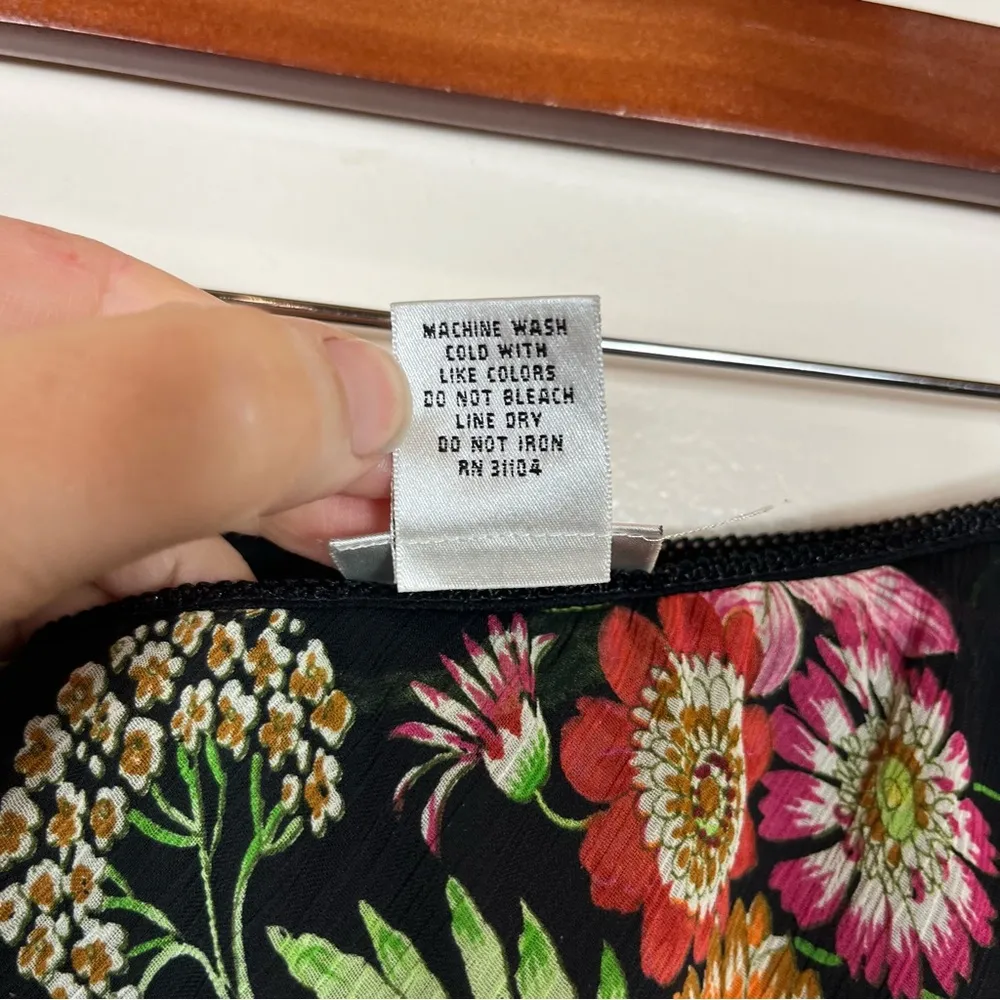 MACHINE WASH
COLD WITH
LIKE COLORS
DO NOT BLEACH
LINE DRY
DO NOT IRON
RN 31104